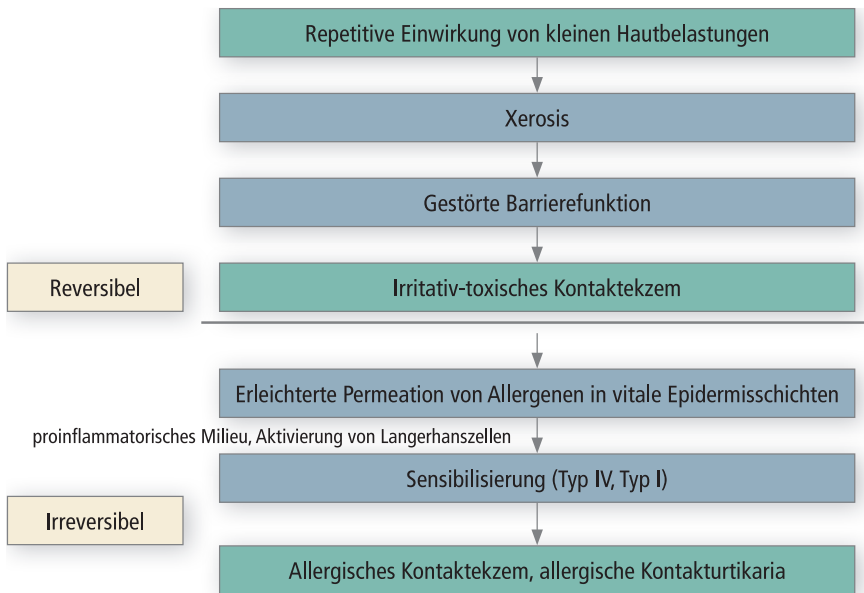 Repetitive Einwirkung von kleinen Hautbelastungen
Xerosis
Gestörte Barrierefunktion
Reversibel
Irritativ-toxisches Kontaktekzem
Erleichterte Permeation von Allergenen in vitale Epidermisschichten
proinflammatorisches Milieu, Aktivierung von Langerhanszellen
Sensibilisierung (Typ IV, Typ I)
Irreversibel
Allergisches Kontaktekzem, allergische Kontakturtikaria